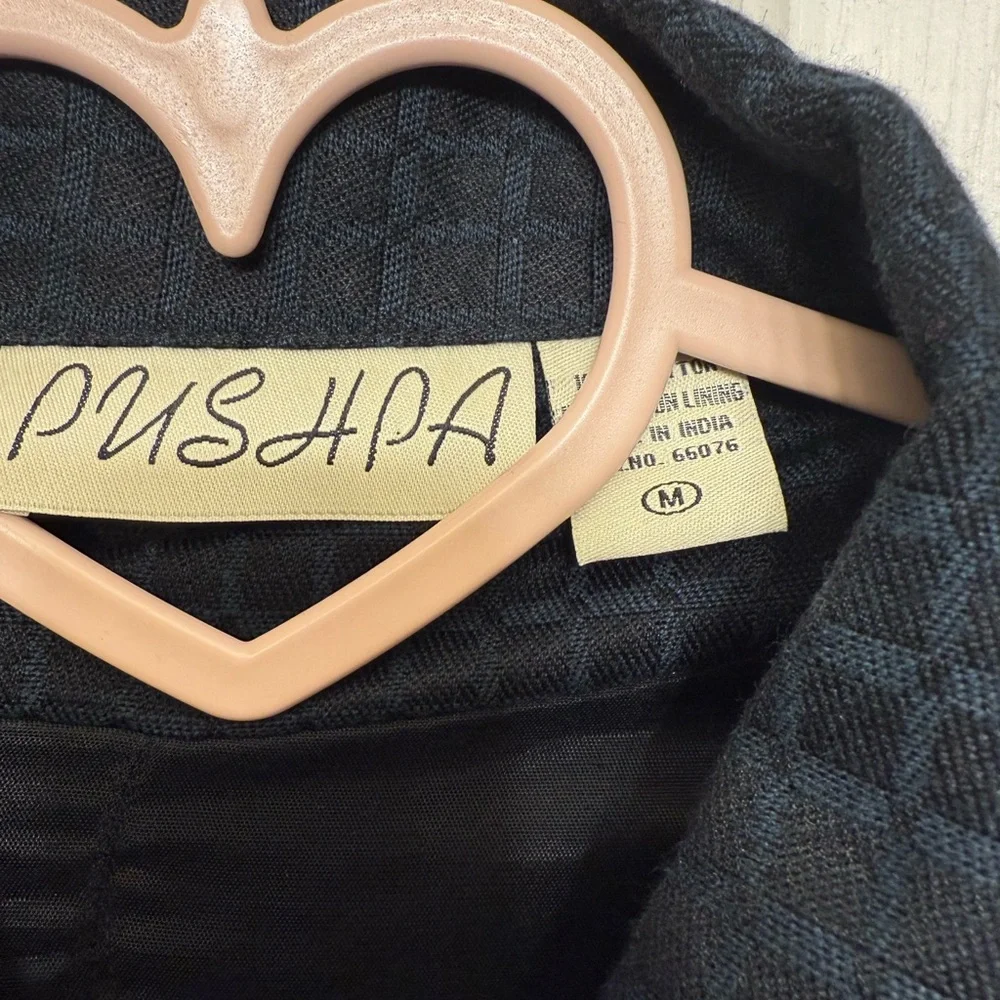 PUSHPA
LINING
IN INDIA
NO. 66076
M